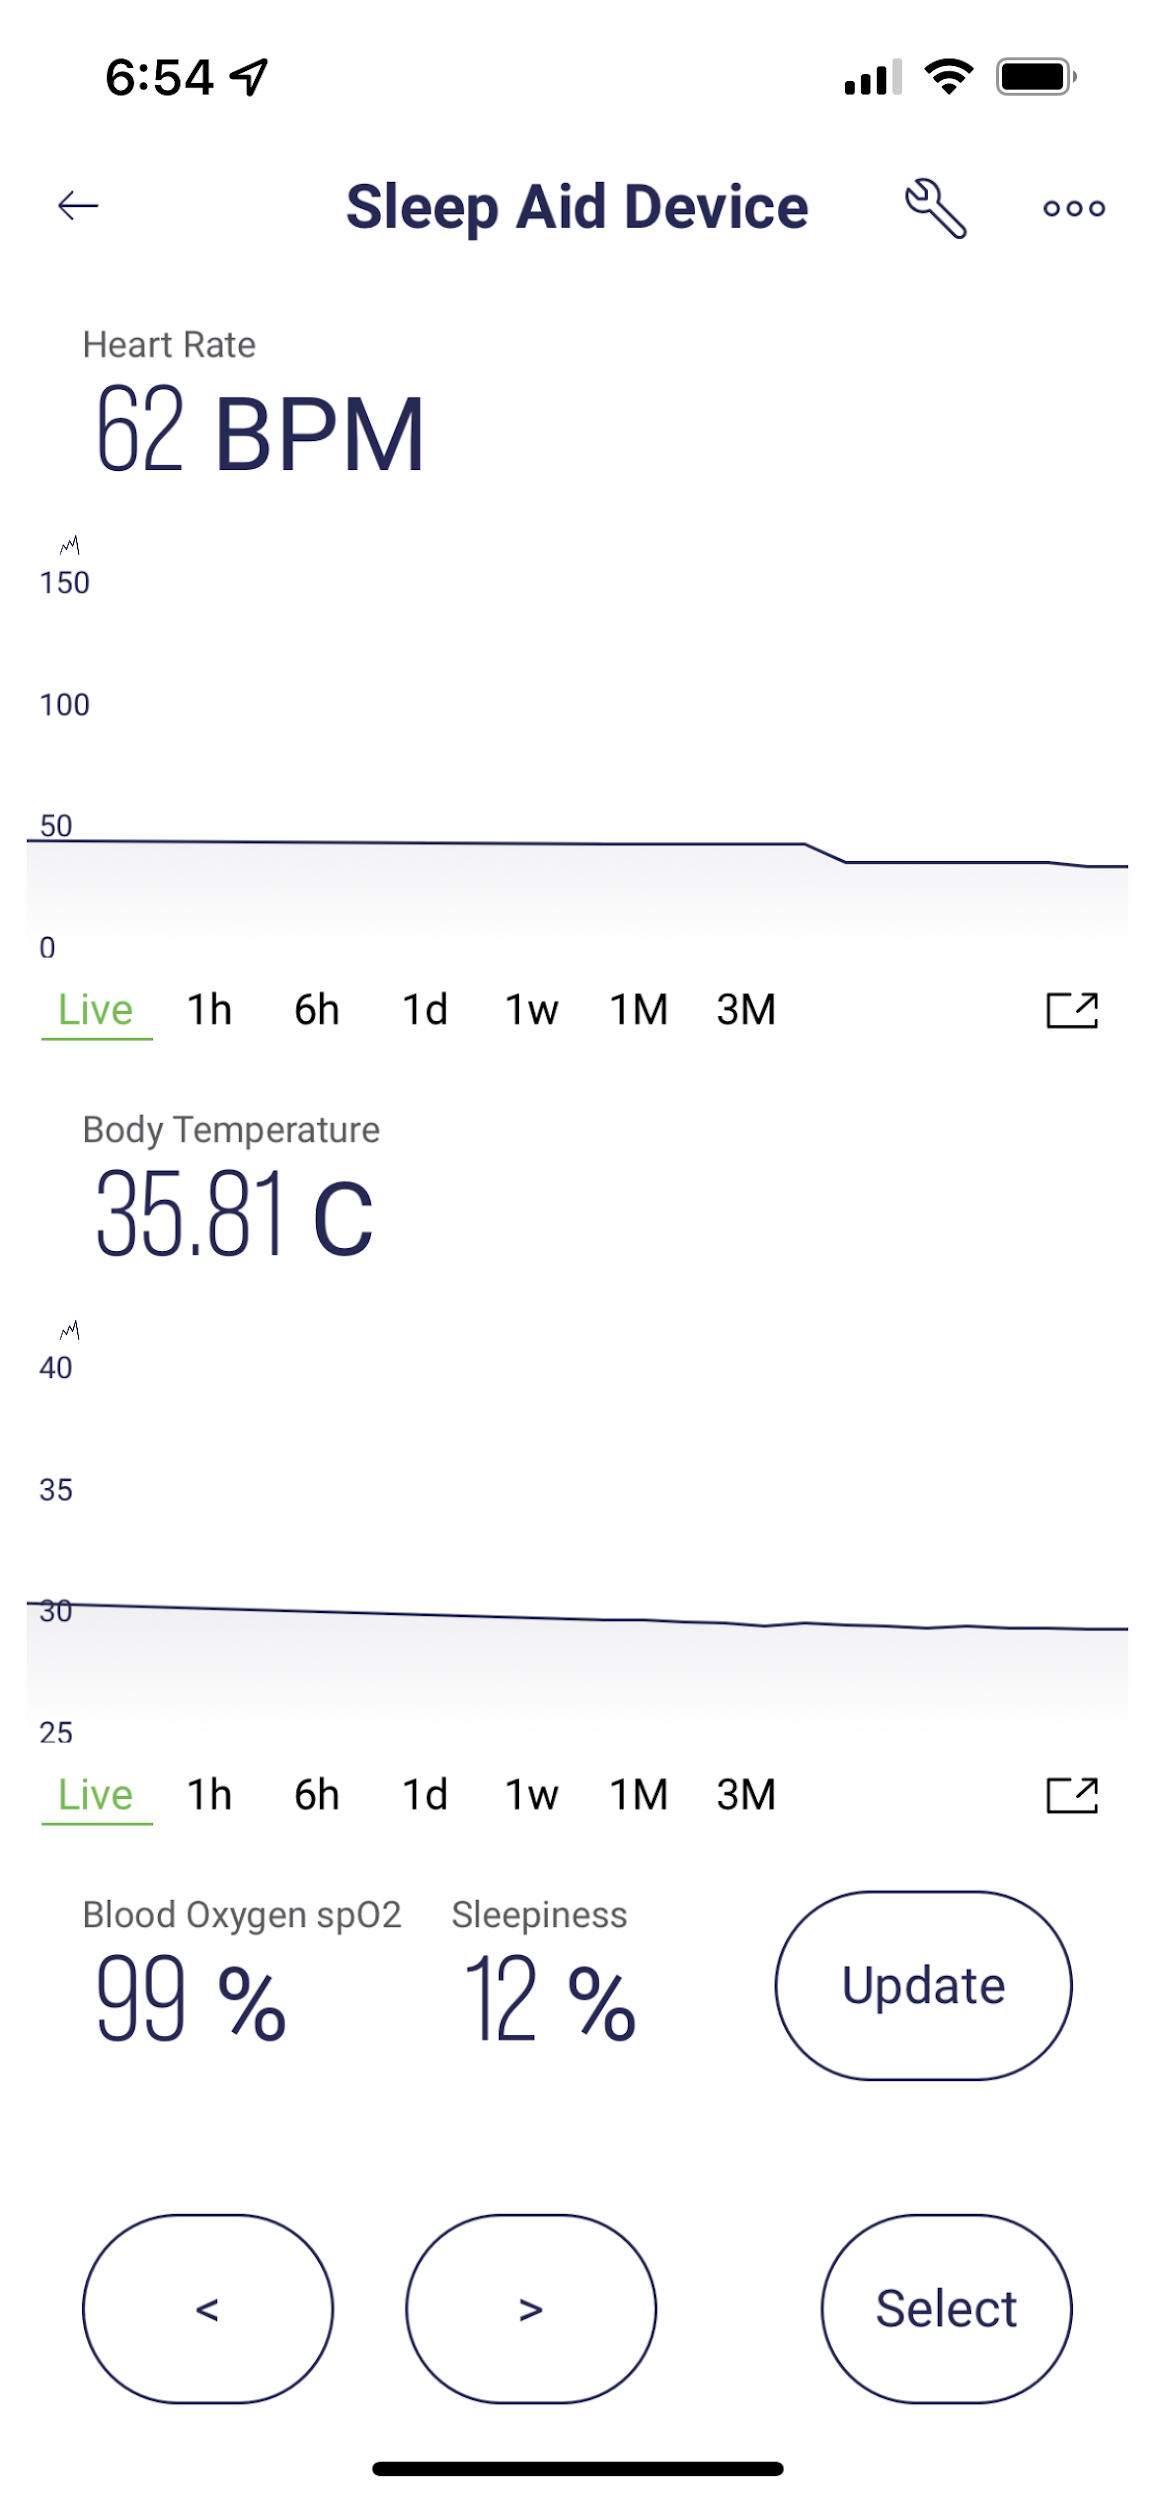 6:54
Sleep Aid Device
Heart Rate
62 BPM
150
100
50
0
Live 1h 6h 1d 1w 1M 3M
Body Temperature
35.81 C
40
35
30
25
Live 1h 6h 1d 1w 1M 3M
Blood Oxygen spO2 Sleepiness
99 % 12 %
Update
< > Select